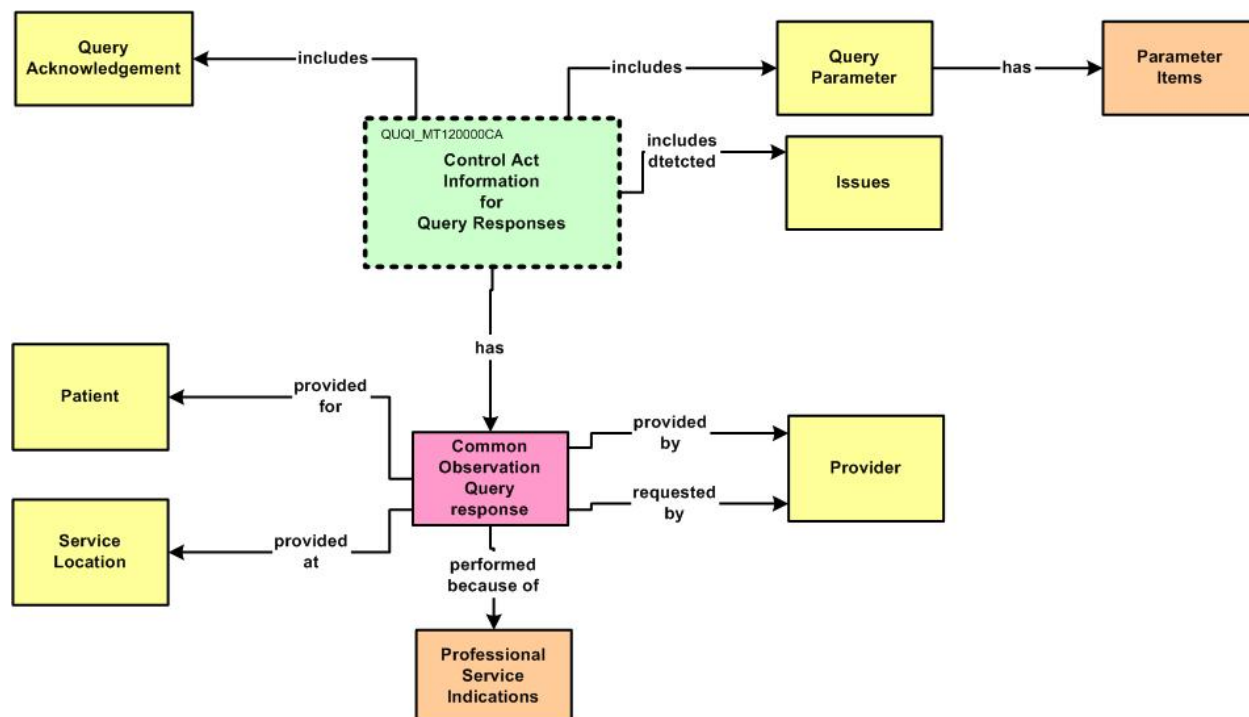 Query
Acknowledgement
includes
includes
Query
Parameter
has
Parameter
Items
QUQI_MT120000CA
Control Act
Information
for
Query Responses
includes
dtetcted
Issues
has
Patient
provided
for
Common
Observation
Query
response
provided
by
requested
by
Provider
Service
Location
provided
at
performed
because of
Professional
Service
Indications